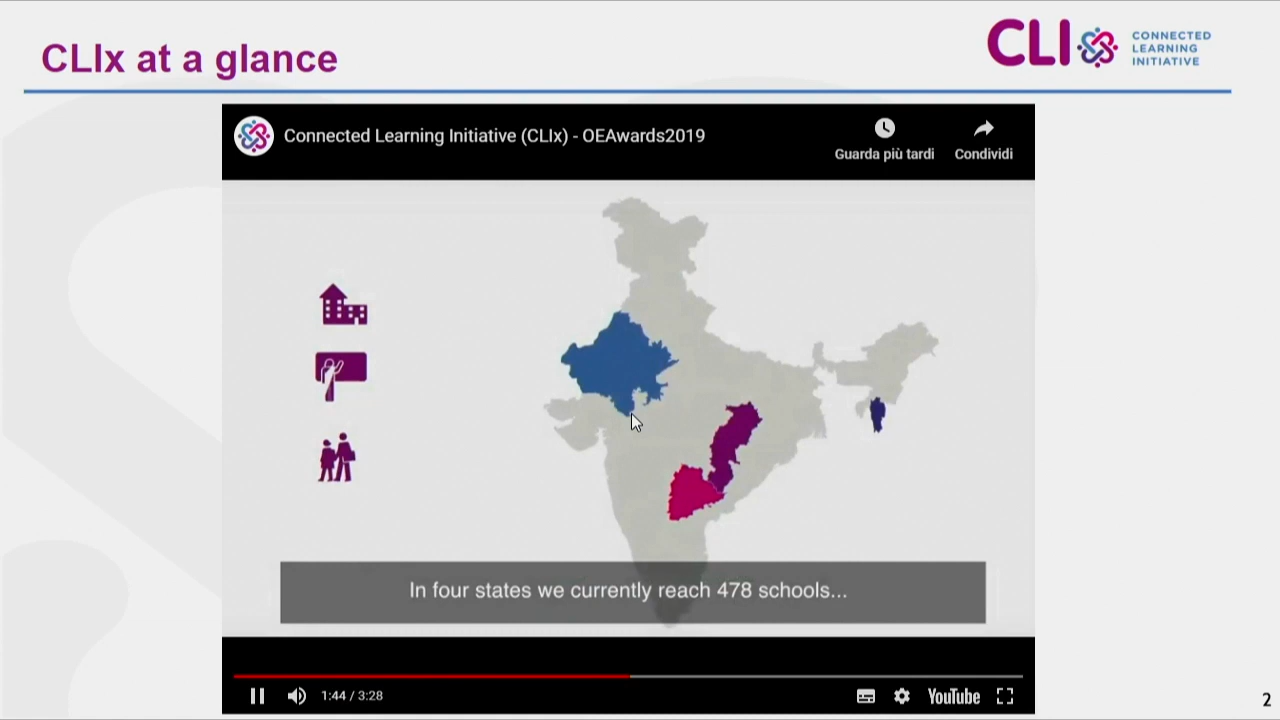 CLIx at a glance
CLI CONNECTED
LEARNING
INITIATIVE
Connected Learning Initiative (CLIx) - OEAwards2019
Guarda più tardi
Condividi
In four states we currently reach 478 schools...
1:44 / 3:28
YouTube
2